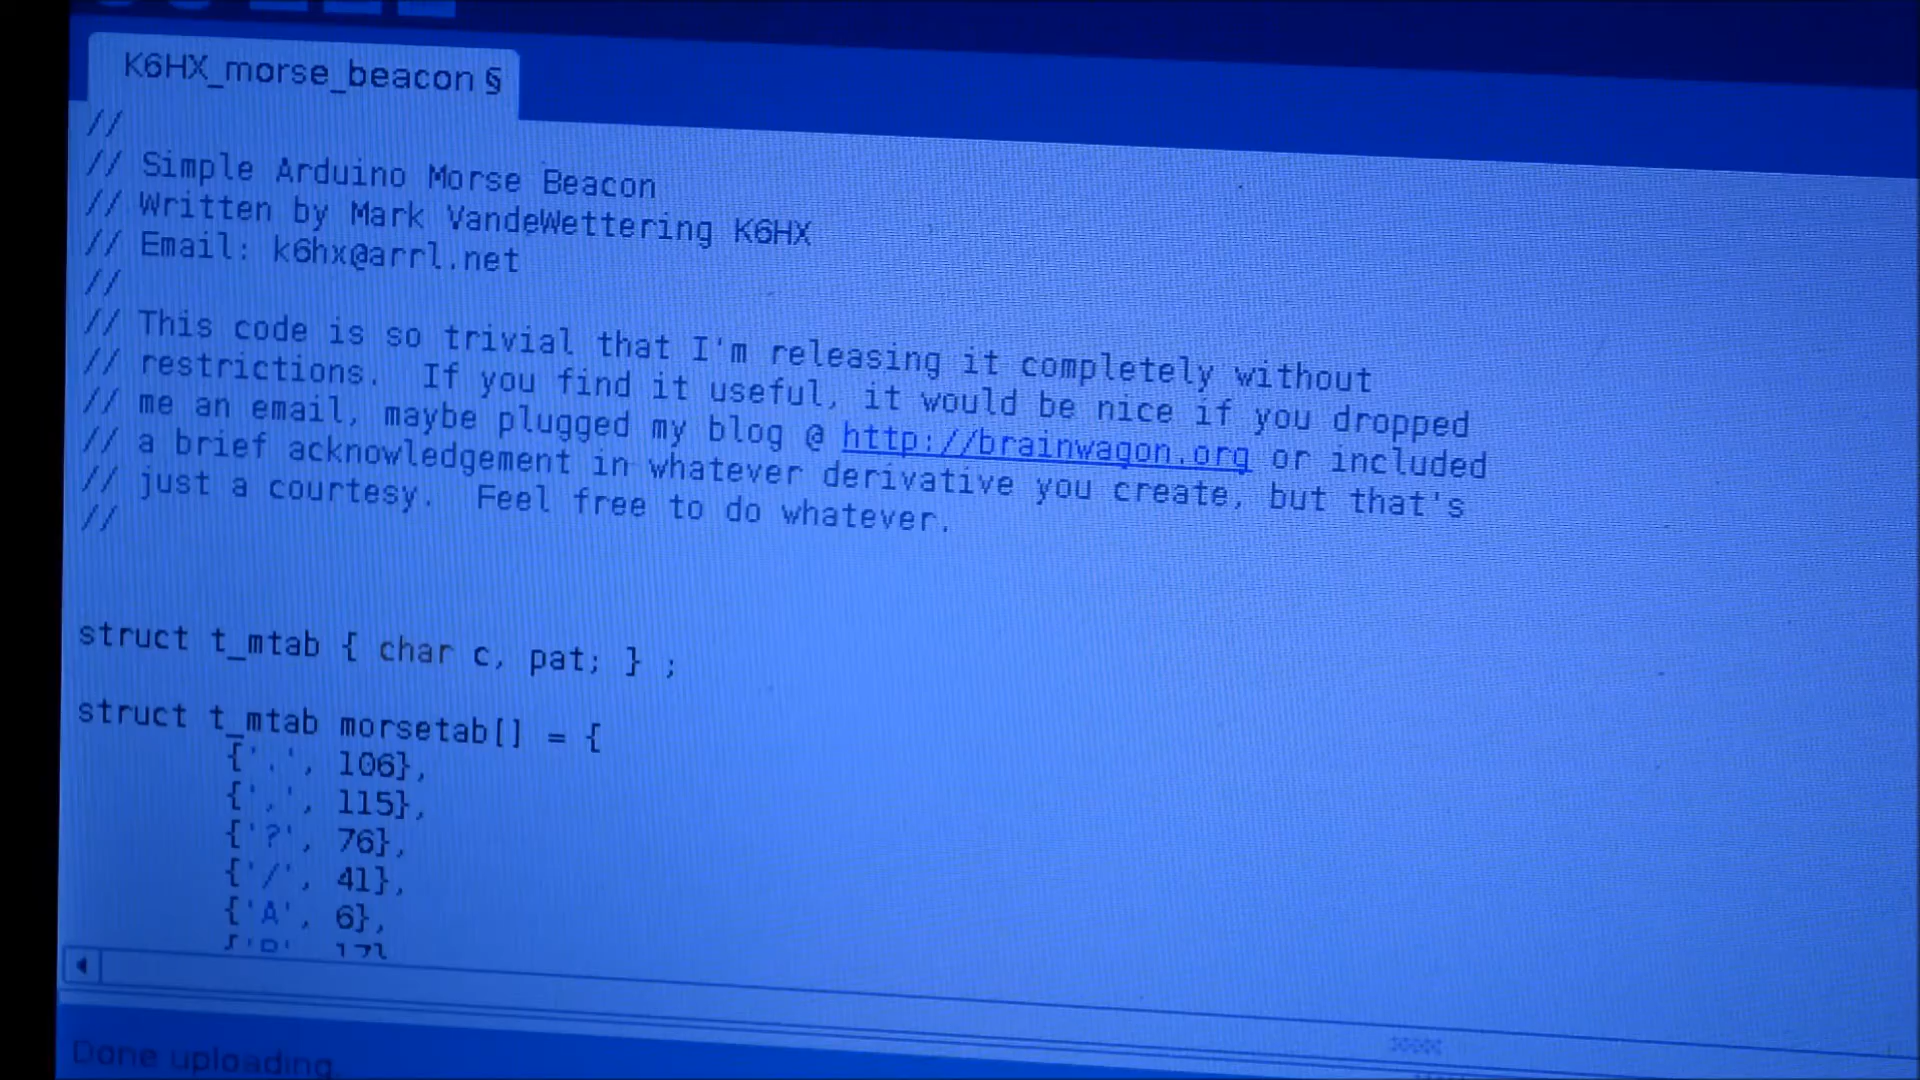 K6HX_morse_beacon §
//
// Simple Arduino Morse Beacon
// Written by Mark VandeWettering K6HX
// Email: k6hx@arrl.net
//
// This code is so trivial that I'm releasing it completely without
// restrictions.  If you find it useful, it would be nice if you dropped
// me an email, maybe plugged my blog @ http://brainwagon.org or included
// a brief acknowledgement in whatever derivative you create, but that's
// just a courtesy.  Feel free to do whatever.
//
struct t_mtab { char c, pat; } ;
struct t_mtab morsetab[] = {
{'.', 106},
{',', 115},
{'?', 76},
{'/', 41},
{'A', 6},
{'B', 17}
Done uploading.